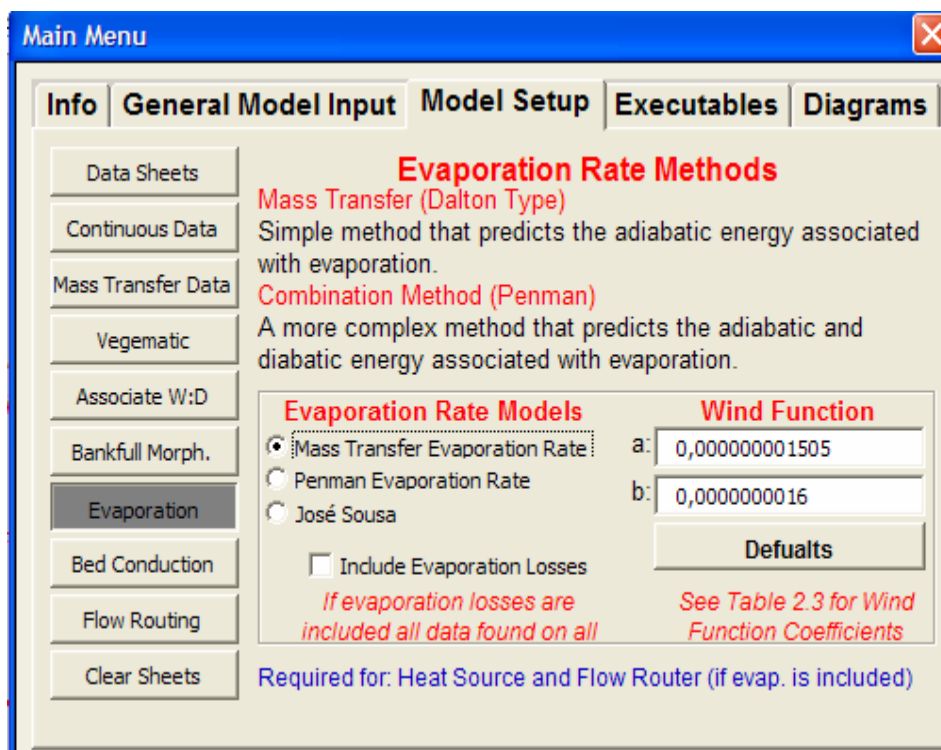 Main Menu
Info General Model Input Model Setup Executables Diagrams
Data Sheets
Continuous Data
Mass Transfer Data
Vegematic
Associate W:D
Bankfull Morph.
Evaporation
Bed Conduction
Flow Routing
Clear Sheets
Evaporation Rate Methods
Mass Transfer (Dalton Type)
Simple method that predicts the adiabatic energy associated
with evaporation.
Combination Method (Penman)
A more complex method that predicts the adiabatic and
diabatic energy associated with evaporation.
Evaporation Rate Models
Mass Transfer Evaporation Rate
Penman Evaporation Rate
José Sousa
Include Evaporation Losses
If evaporation losses are
included all data found on all
Wind Function
a: 0,000000001505
b: 0,0000000016
Defualts
See Table 2.3 for Wind
Function Coefficients
Required for: Heat Source and Flow Router (if evap. is included)